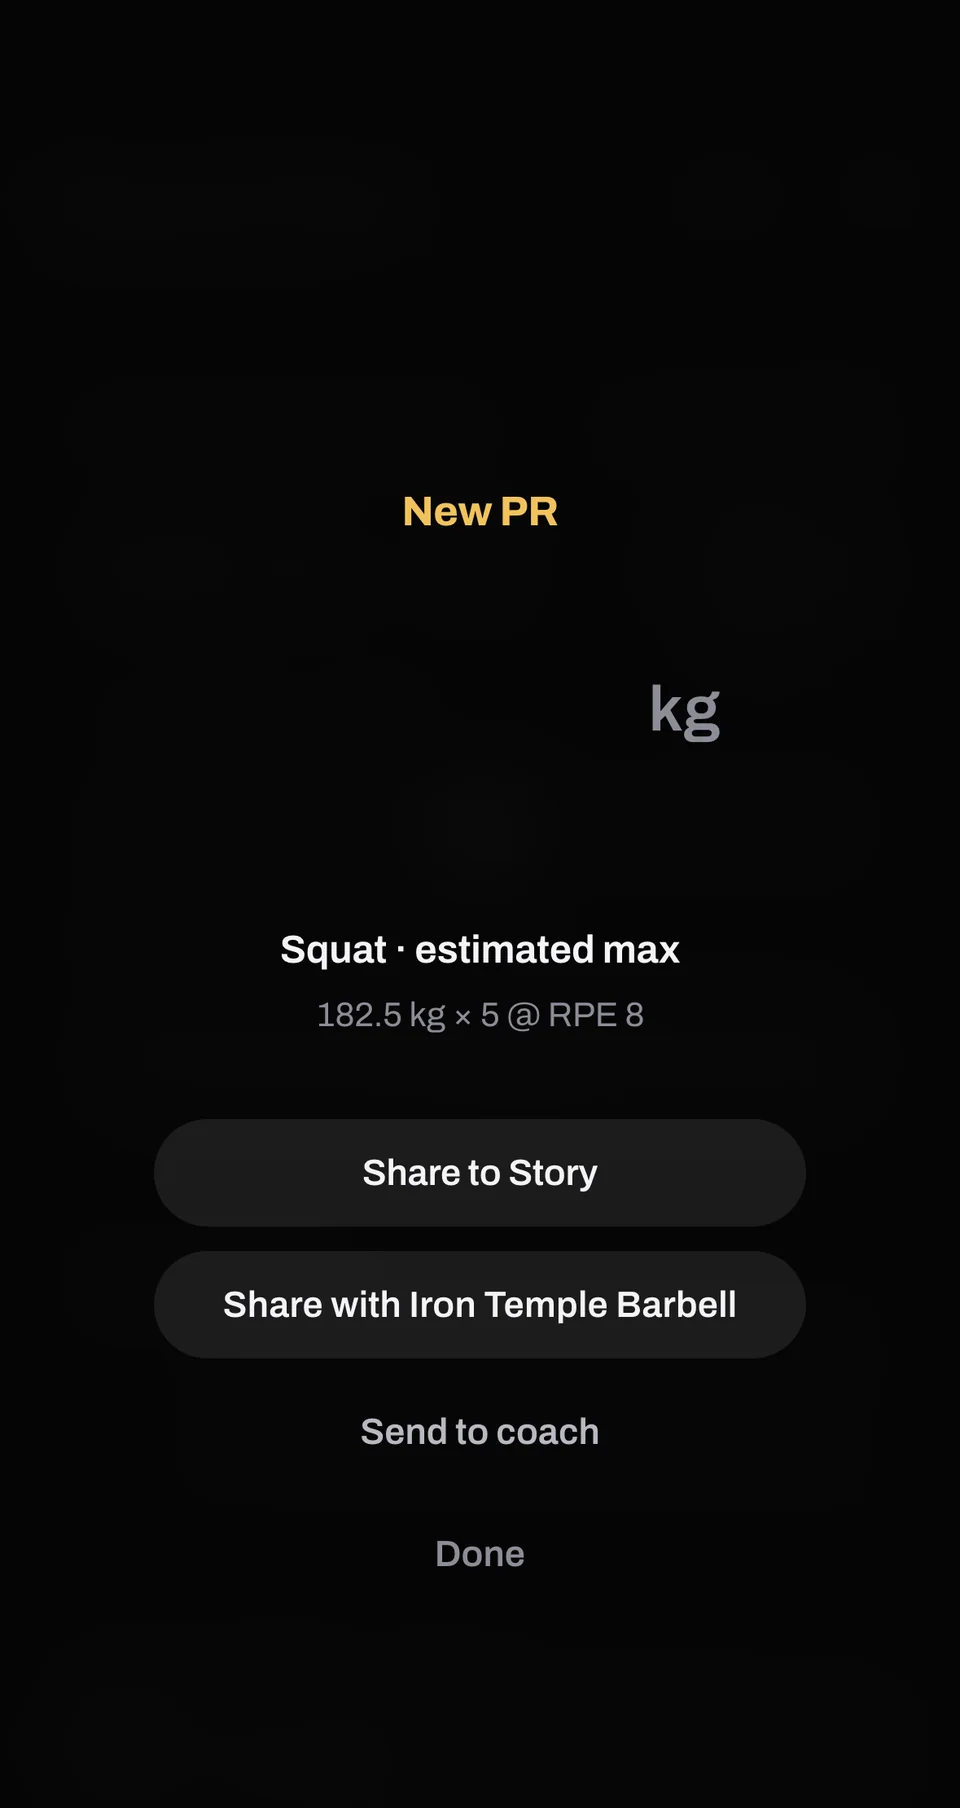 New PR
kg
Squat · estimated max
182.5 kg × 5 @ RPE 8
Share to Story
Share with Iron Temple Barbell
Send to coach
Done